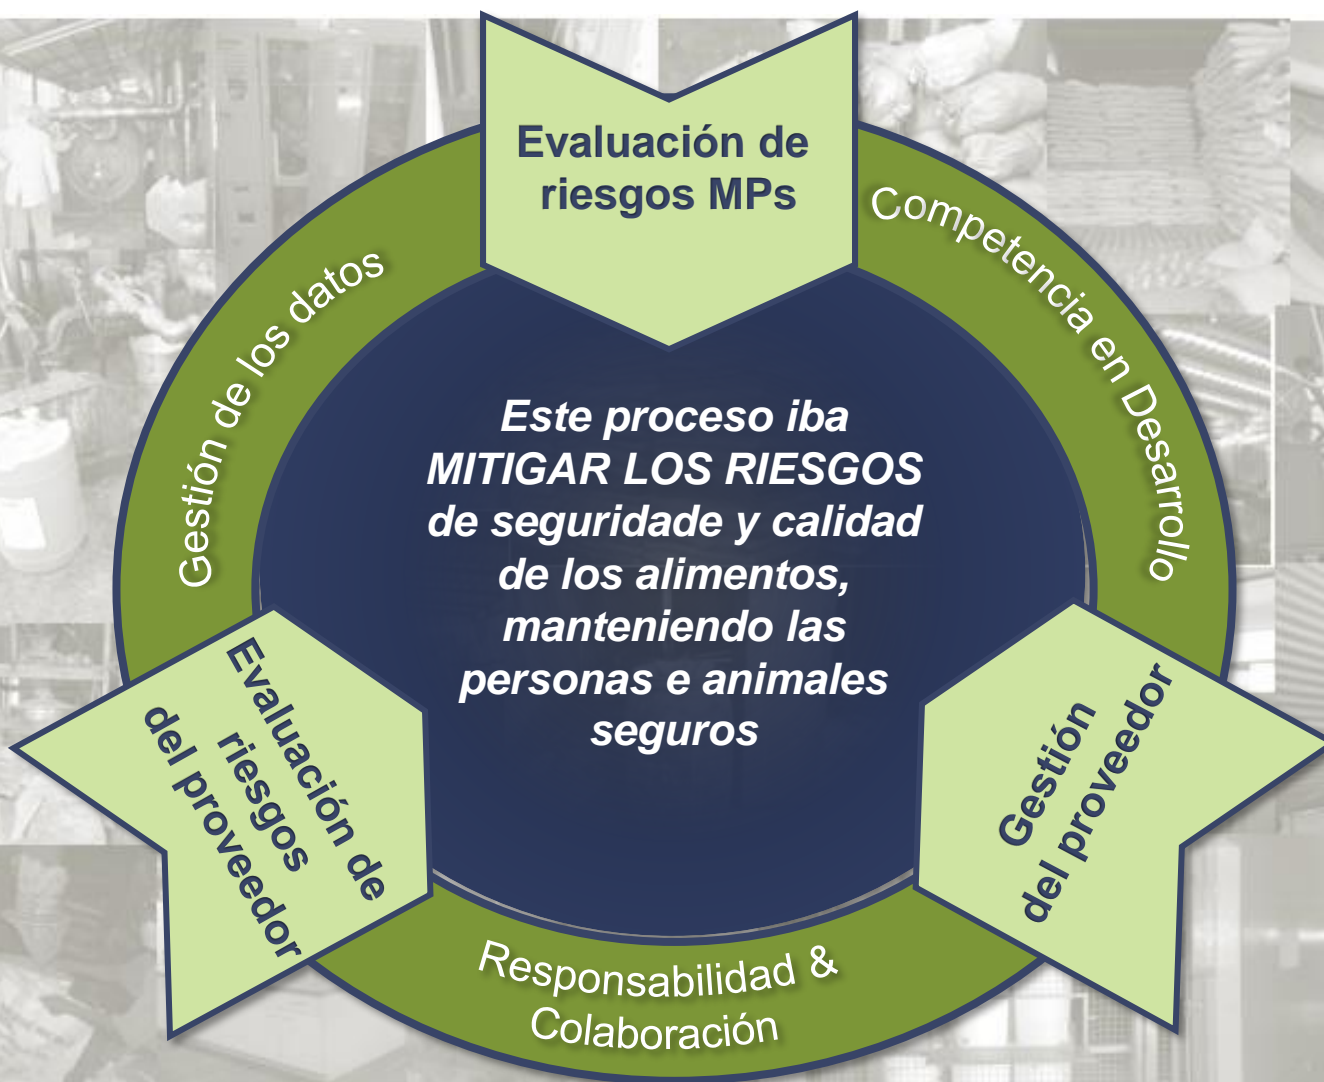 Evaluación de
riesgos MPs
Gestión de los datos
Competencia en Desarrollo
Este proceso iba
MITIGAR LOS RIESGOS
de seguridade y calidad
de los alimentos,
manteniendo las
personas e animales
seguros
Evaluación de
riesgos
del proveedor
Gestión
del proveedor
Responsabilidad &
Colaboración